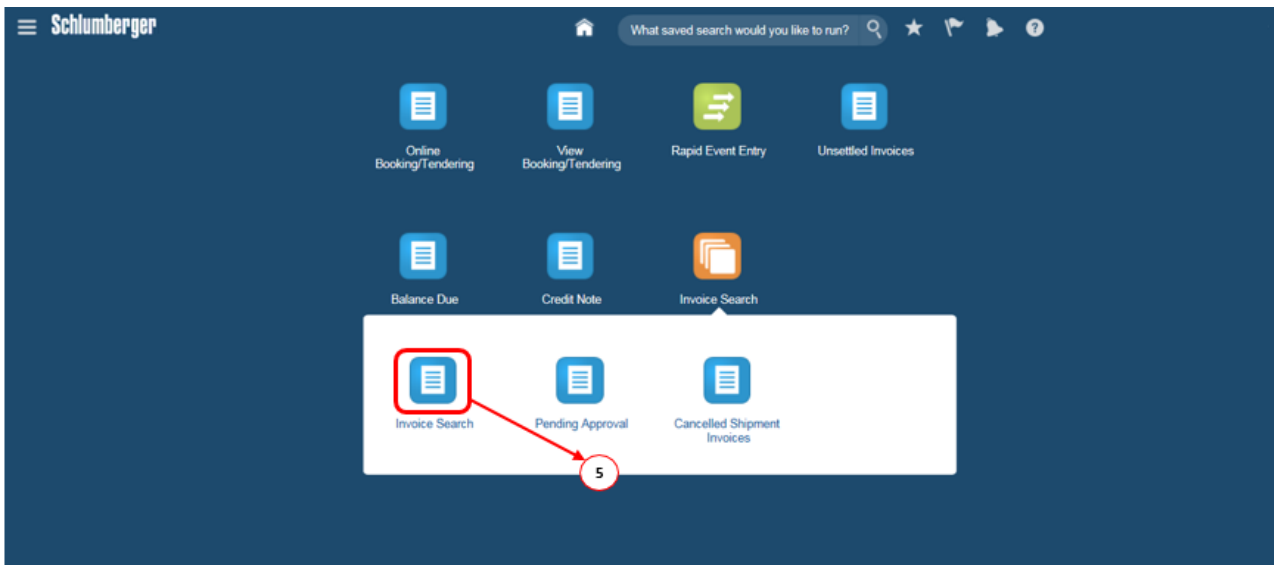 Schlumberger
What saved search would you like to run?
Online
Booking/Tendering
View
Booking/Tendering
Rapid Event Entry
Unsettled Invoices
Balance Due
Credit Note
Invoice Search
Invoice Search
Pending Approval
Cancelled Shipment
Invoices
5